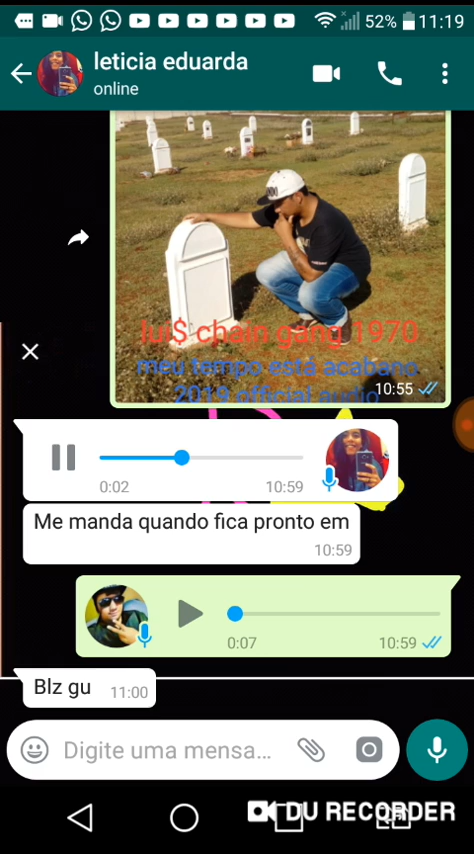 52% 11:19
leticia eduarda
online
lui$ chain gang 1970
meu tempo está acabano
2019 official audio
10:55
0:02 10:59
Me manda quando fica pronto em
10:59
0:07 10:59
Blz gu 11:00
Digite uma mensa...
DU RECORDER